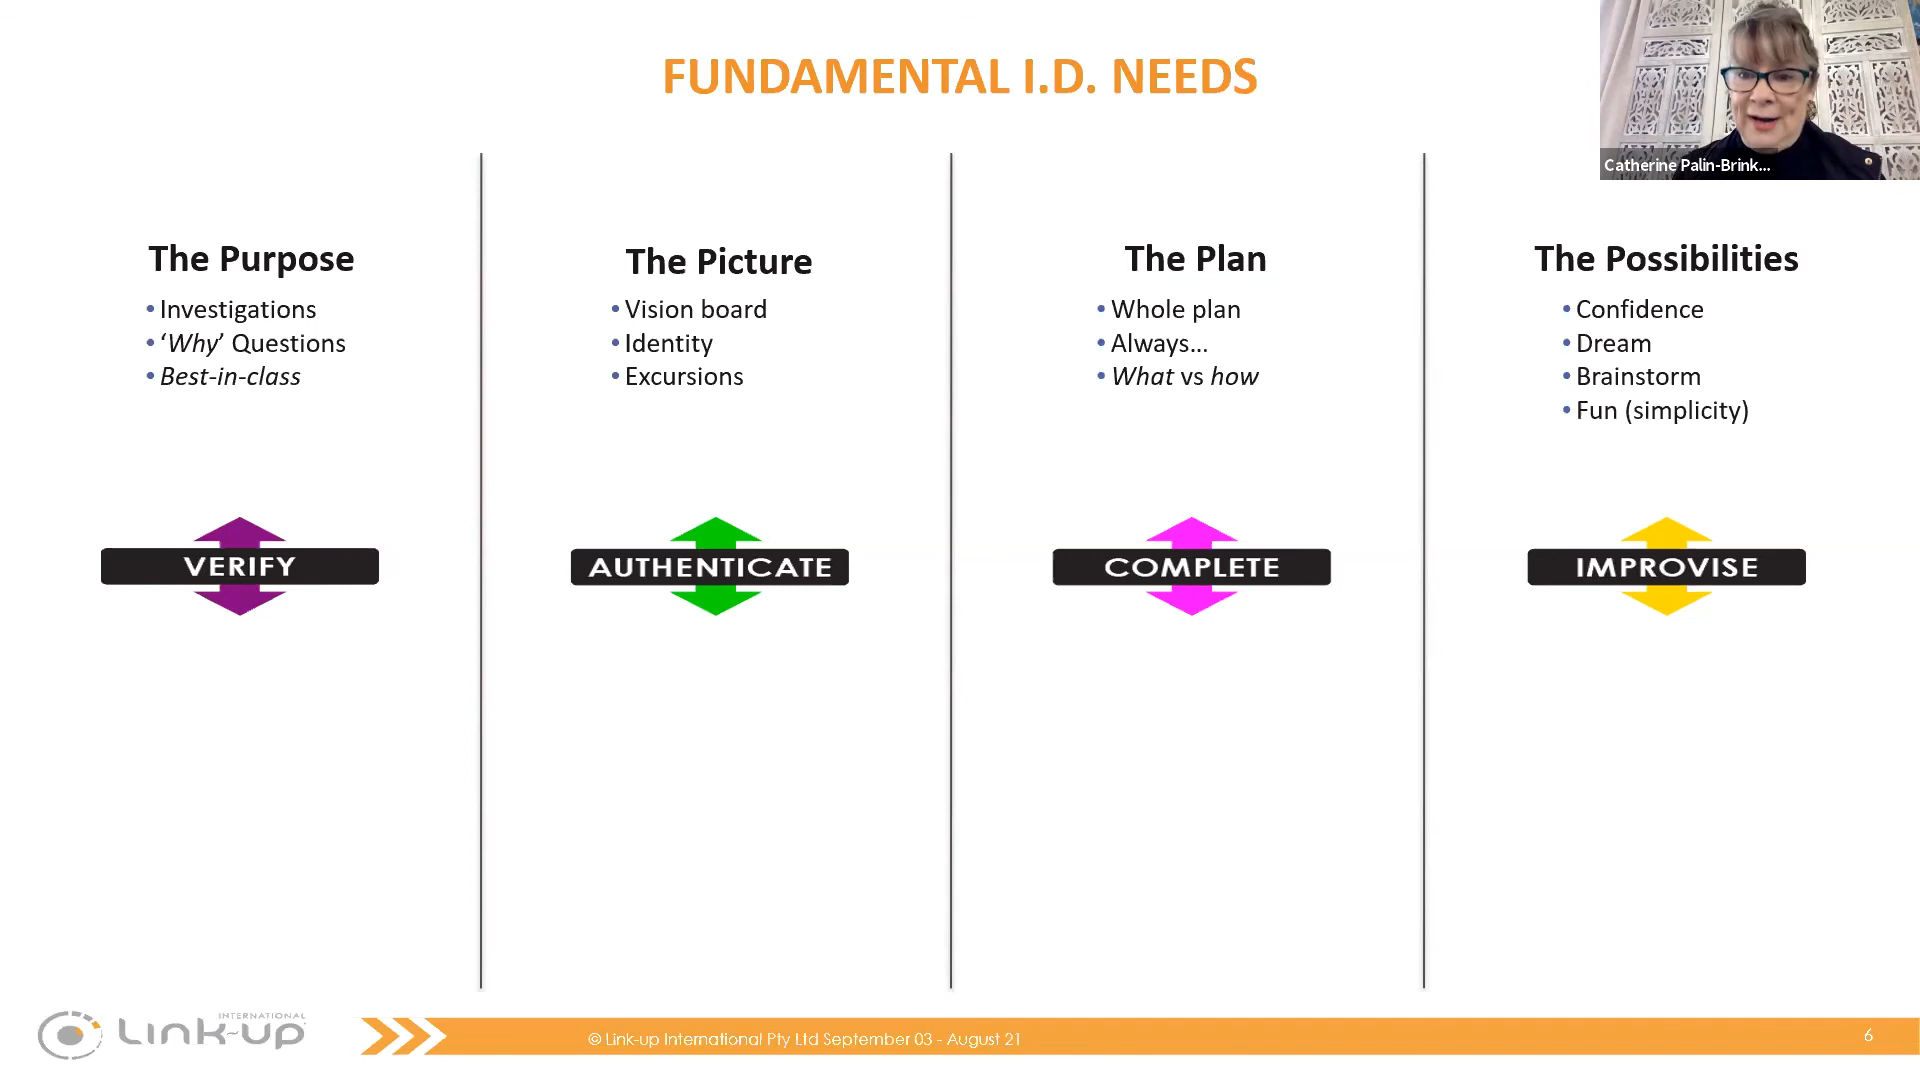 FUNDAMENTAL I.D. NEEDS
Catherine Palin-Brink...
The Purpose
• Investigations
• ‘Why’ Questions
• Best-in-class
VERIFY
The Picture
• Vision board
• Identity
• Excursions
AUTHENTICATE
The Plan
• Whole plan
• Always...
• What vs how
COMPLETE
The Possibilities
• Confidence
• Dream
• Brainstorm
• Fun (simplicity)
IMPROVISE
INTERNATIONAL
Link-up
© Link-up International Pty Ltd September 03 - August 21
6